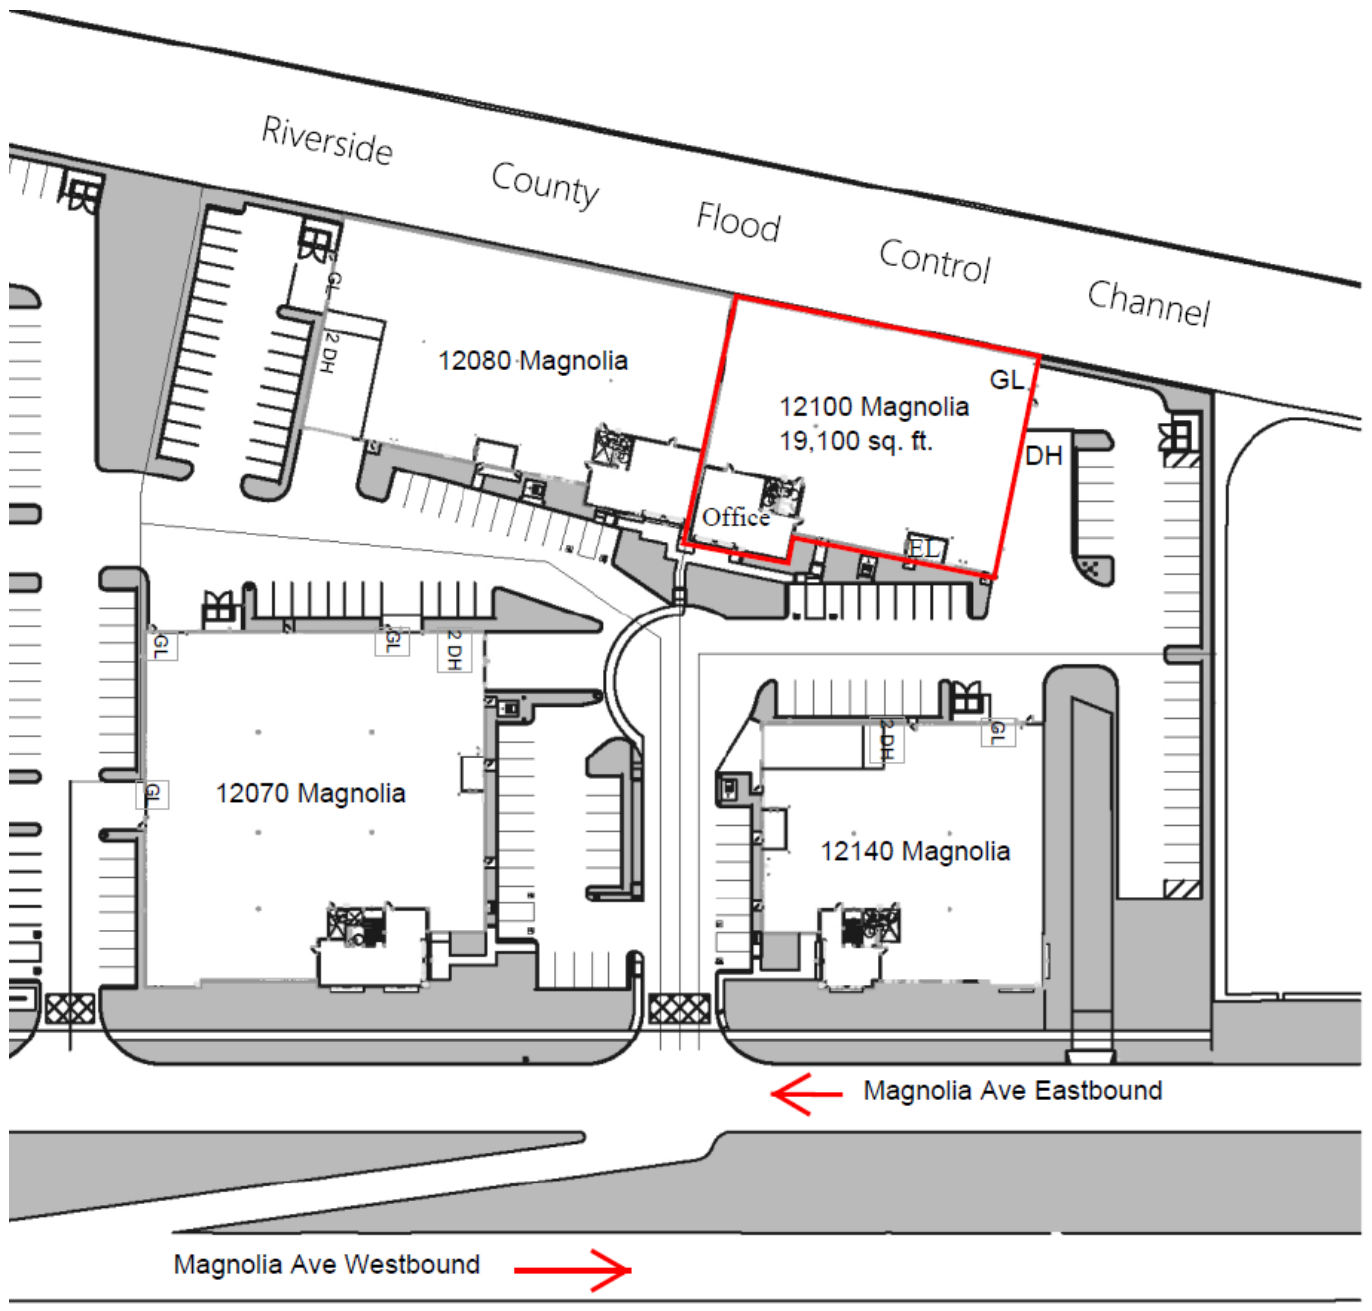 Riverside County Flood Control Channel
GL
2 DH
12080 Magnolia
GL
12100 Magnolia
19,100 sq. ft.
DH
Office
EL
GL
GL
2 DH
2 DH
GL
GL
12070 Magnolia
12140 Magnolia
Magnolia Ave Eastbound
Magnolia Ave Westbound